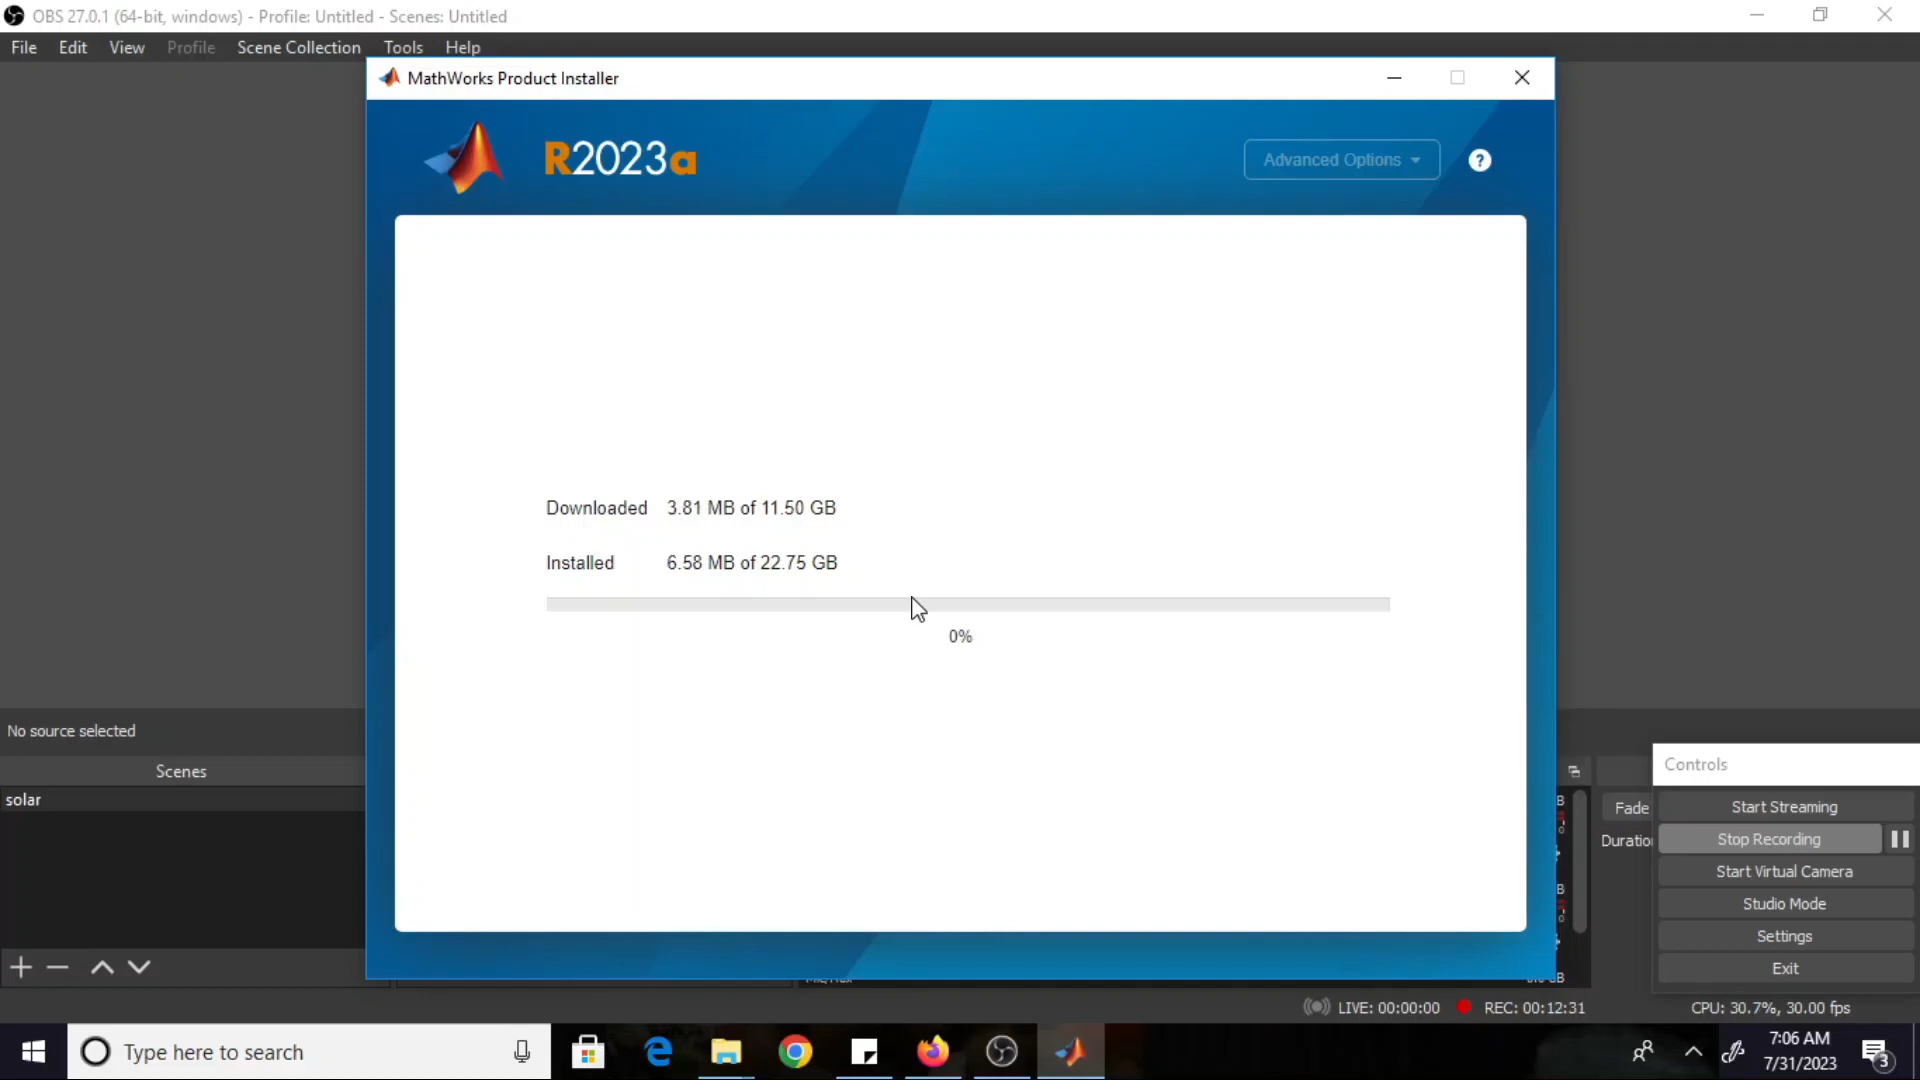 OBS 27.0.1 (64-bit, windows) - Profile: Untitled - Scenes: Untitled
File Edit View Profile Scene Collection Tools Help
MathWorks Product Installer
R2023a
Advanced Options
?
Downloaded 3.81 MB of 11.50 GB
Installed 6.58 MB of 22.75 GB
0%
No source selected
Scenes
solar
Controls
Fade
Start Streaming
Duratio
Stop Recording
Start Virtual Camera
Studio Mode
Settings
Exit
LIVE: 00:00:00 REC: 00:12:31 CPU: 30.7%, 30.00 fps
Type here to search
7:06 AM
7/31/2023
3